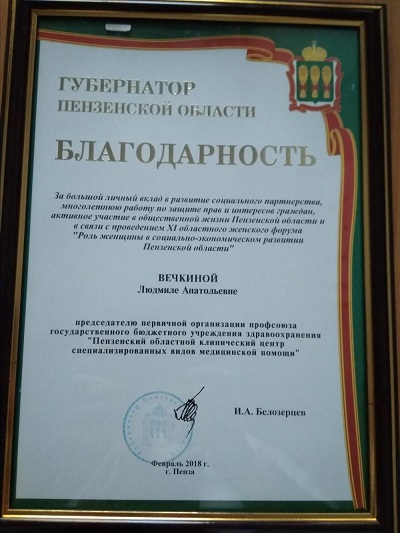 ГУБЕРНАТОР
ПЕНЗЕНСКОЙ ОБЛАСТИ
БЛАГОДАРНОСТЬ
За большой личный вклад в развитие социального партнерства,
многолетнюю работу по защите прав и интересов граждан,
активное участие в общественной жизни Пензенской области и
в связи с проведением XI областного женского форума
"Роль женщины в социально-экономическом развитии
Пензенской области"
ВЕЧКИНОЙ
Людмиле Анатольевне
председателю первичной организации профсоюза
государственного бюджетного учреждения здравоохранения
"Пензенский областной клинический центр
специализированных видов медицинской помощи"
И.А. Белозерцев
Февраль 2018 г.
г. Пенза